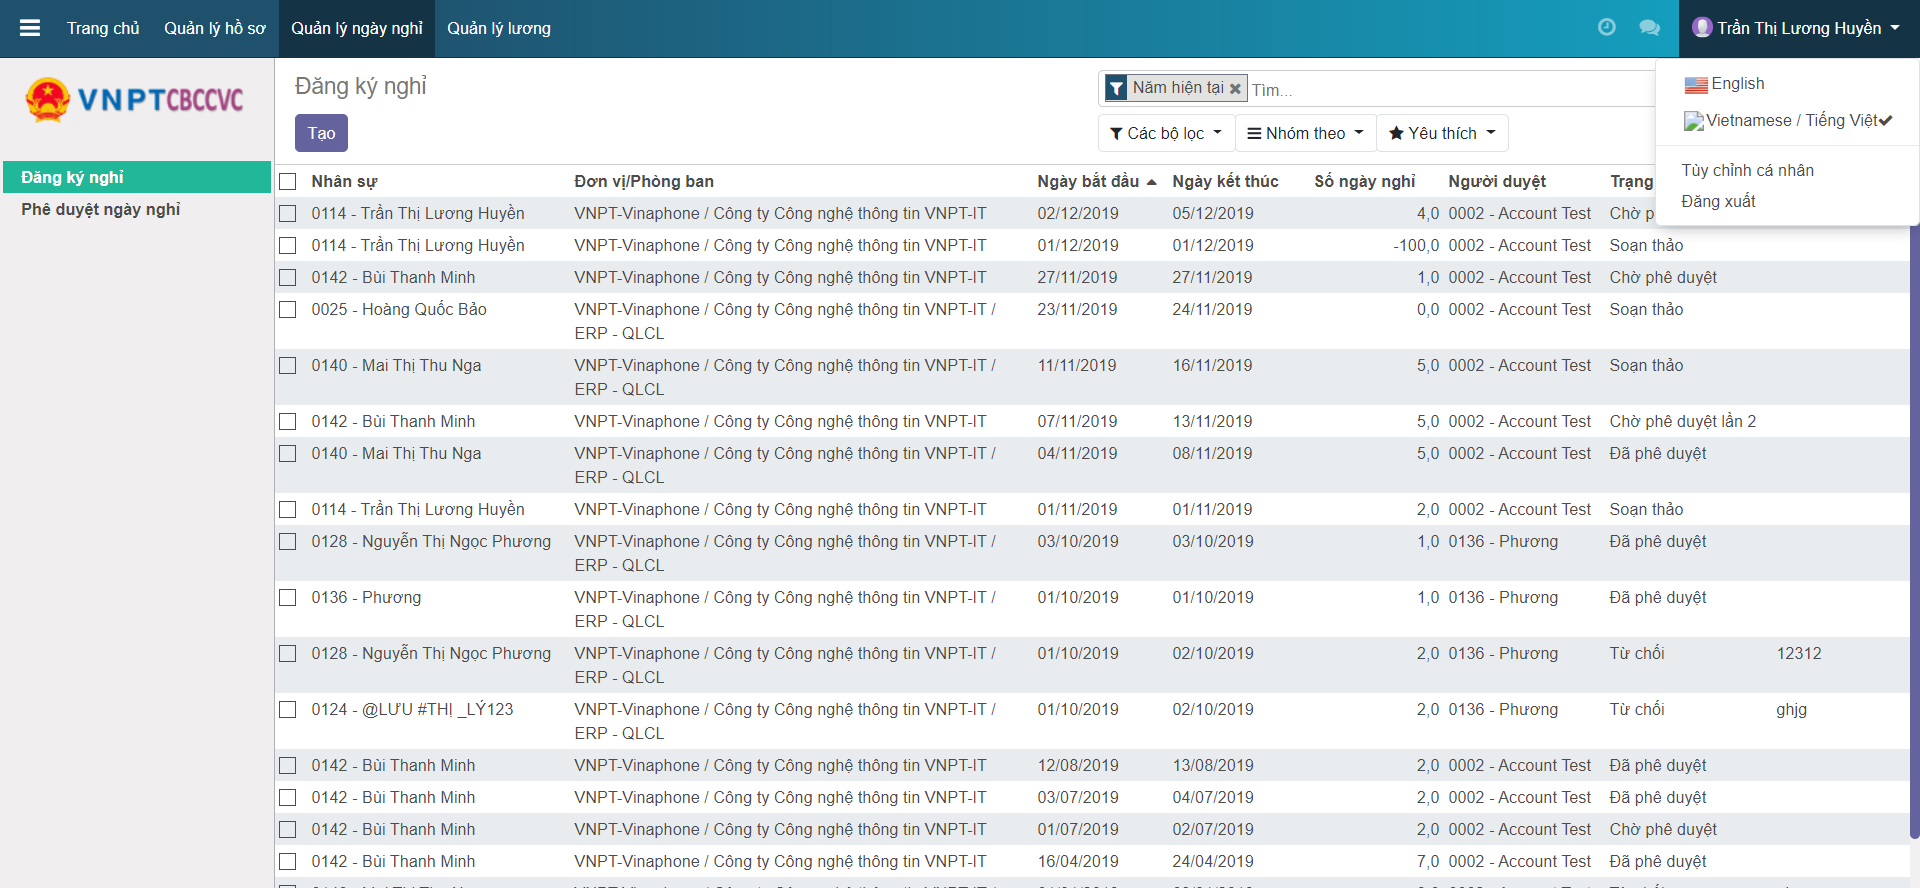 Trang chủ Quản lý hồ sơ Quản lý ngày nghỉ Quản lý lương Trần Thị Lương Huyền
English
Vietnamese / Tiếng Việt
Tùy chỉnh cá nhân
Đăng xuất
VNPT CBCCVC
Đăng ký nghỉ
Phê duyệt ngày nghỉ
Đăng ký nghỉ
Năm hiện tại Tìm...
Tạo
Các bộ lọc Nhóm theo Yêu thích
Nhân sự Đơn vị/Phòng ban Ngày bắt đầu Ngày kết thúc Số ngày nghỉ Người duyệt Trạng
0114 - Trần Thị Lương Huyền VNPT-Vinaphone / Công ty Công nghệ thông tin VNPT-IT 02/12/2019 05/12/2019 4,0 0002 - Account Test Chờ p
0114 - Trần Thị Lương Huyền VNPT-Vinaphone / Công ty Công nghệ thông tin VNPT-IT 01/12/2019 01/12/2019 -100,0 0002 - Account Test Soạn thảo
0142 - Bùi Thanh Minh VNPT-Vinaphone / Công ty Công nghệ thông tin VNPT-IT 27/11/2019 27/11/2019 1,0 0002 - Account Test Chờ phê duyệt
0025 - Hoàng Quốc Bảo VNPT-Vinaphone / Công ty Công nghệ thông tin VNPT-IT / 23/11/2019 24/11/2019 0,0 0002 - Account Test Soạn thảo
ERP - QLCL
0140 - Mai Thị Thu Nga VNPT-Vinaphone / Công ty Công nghệ thông tin VNPT-IT / 11/11/2019 16/11/2019 5,0 0002 - Account Test Soạn thảo
ERP - QLCL
0142 - Bùi Thanh Minh VNPT-Vinaphone / Công ty Công nghệ thông tin VNPT-IT 07/11/2019 13/11/2019 5,0 0002 - Account Test Chờ phê duyệt lần 2
0140 - Mai Thị Thu Nga VNPT-Vinaphone / Công ty Công nghệ thông tin VNPT-IT / 04/11/2019 08/11/2019 5,0 0002 - Account Test Đã phê duyệt
ERP - QLCL
0114 - Trần Thị Lương Huyền VNPT-Vinaphone / Công ty Công nghệ thông tin VNPT-IT 01/11/2019 01/11/2019 2,0 0002 - Account Test Soạn thảo
0128 - Nguyễn Thị Ngọc Phương VNPT-Vinaphone / Công ty Công nghệ thông tin VNPT-IT / 03/10/2019 03/10/2019 1,0 0136 - Phương Đã phê duyệt
ERP - QLCL
0136 - Phương VNPT-Vinaphone / Công ty Công nghệ thông tin VNPT-IT / 01/10/2019 01/10/2019 1,0 0136 - Phương Đã phê duyệt
ERP - QLCL
0128 - Nguyễn Thị Ngọc Phương VNPT-Vinaphone / Công ty Công nghệ thông tin VNPT-IT / 01/10/2019 02/10/2019 2,0 0136 - Phương Từ chối 12312
ERP - QLCL
0124 - @LƯU #THỊ _LÝ123 VNPT-Vinaphone / Công ty Công nghệ thông tin VNPT-IT / 01/10/2019 02/10/2019 2,0 0136 - Phương Từ chối ghjg
ERP - QLCL
0142 - Bùi Thanh Minh VNPT-Vinaphone / Công ty Công nghệ thông tin VNPT-IT 12/08/2019 13/08/2019 2,0 0002 - Account Test Đã phê duyệt
0142 - Bùi Thanh Minh VNPT-Vinaphone / Công ty Công nghệ thông tin VNPT-IT 03/07/2019 04/07/2019 2,0 0002 - Account Test Đã phê duyệt
0142 - Bùi Thanh Minh VNPT-Vinaphone / Công ty Công nghệ thông tin VNPT-IT 01/07/2019 02/07/2019 2,0 0002 - Account Test Chờ phê duyệt
0142 - Bùi Thanh Minh VNPT-Vinaphone / Công ty Công nghệ thông tin VNPT-IT 16/04/2019 24/04/2019 7,0 0002 - Account Test Đã phê duyệt